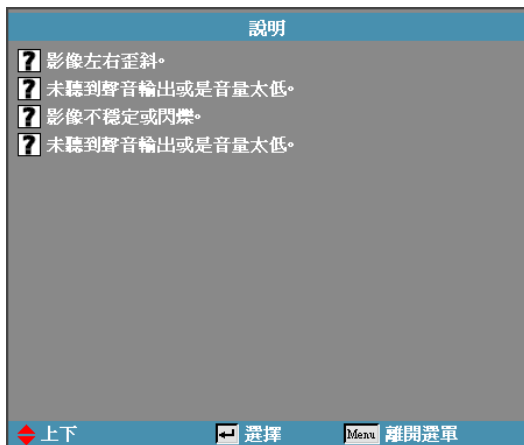 說明
? 影像左右歪斜。
? 未聽到聲音輸出或是音量太低。
? 影像不穩定或閃爍。
? 未聽到聲音輸出或是音量太低。
上下 選擇 Menu 離開選單